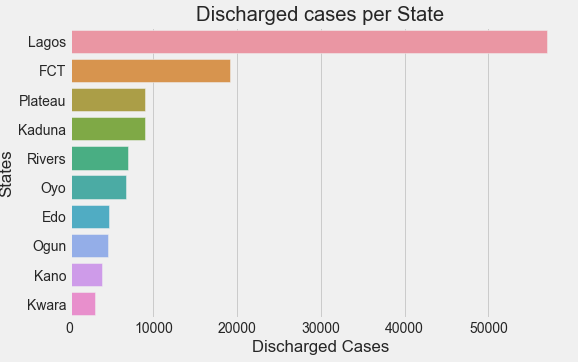 Discharged cases per State
States
Lagos
FCT
Plateau
Kaduna
Rivers
Oyo
Edo
Ogun
Kano
Kwara
0 10000 20000 30000 40000 50000
Discharged Cases